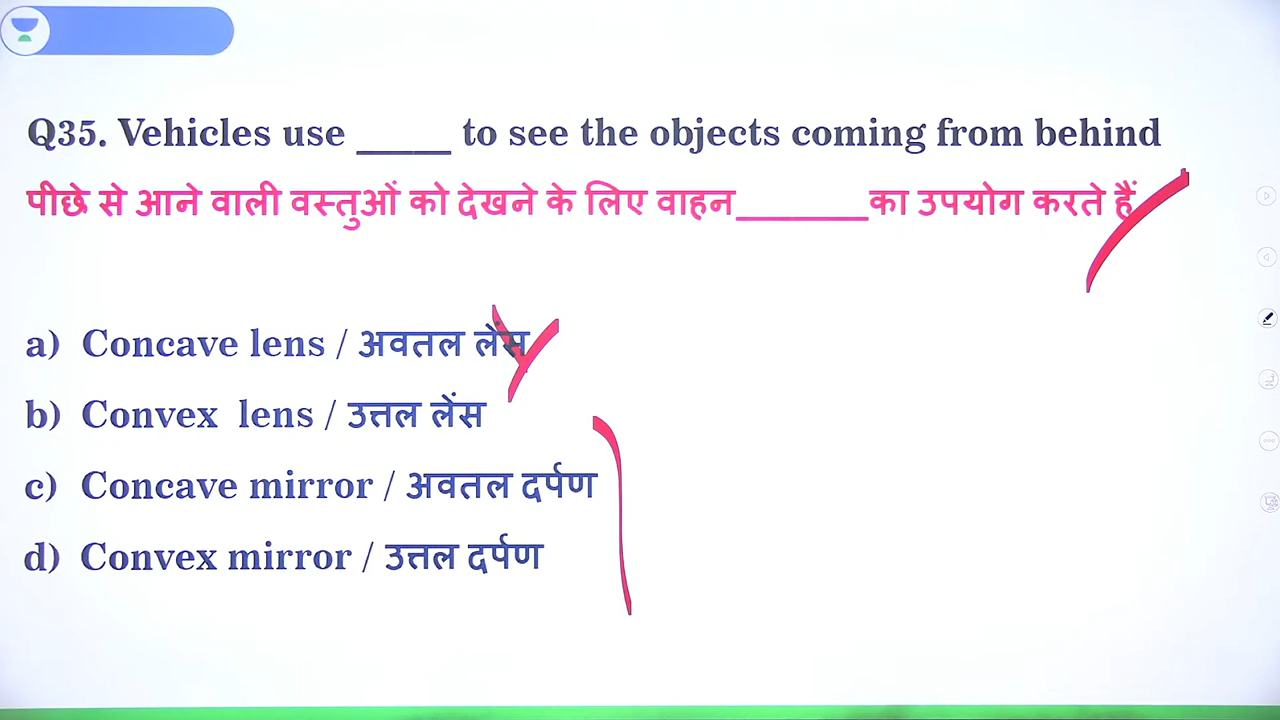 Q35. Vehicles use _____ to see the objects coming from behind
पीछे से आने वाली वस्तुओं को देखने के लिए वाहन_______का उपयोग करते हैं
a) Concave lens / अवतल लेंस
b) Convex lens / उत्तल लेंस
c) Concave mirror / अवतल दर्पण
d) Convex mirror / उत्तल दर्पण